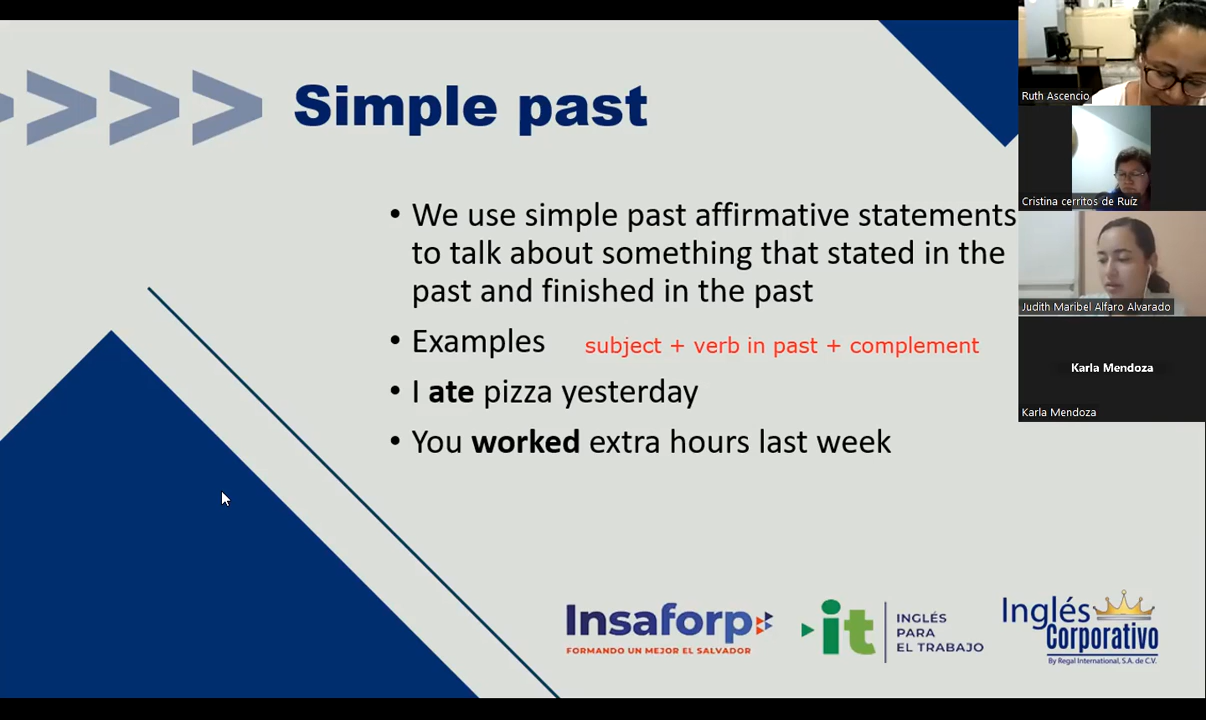 Simple past
• We use simple past affirmative statements
to talk about something that stated in the
past and finished in the past
• Examples
subject + verb in past + complement
• I ate pizza yesterday
• You worked extra hours last week
Insaforp
FORMANDO UN MEJOR EL SALVADOR
it
INGLÉS
PARA
EL TRABAJO
Inglés
Corporativo
By Regal International, S.A. de C.V.
Ruth Ascencio
Cristina cerritos de Ruíz
Judith Maribel Alfaro Alvarado
Karla Mendoza
Karla Mendoza